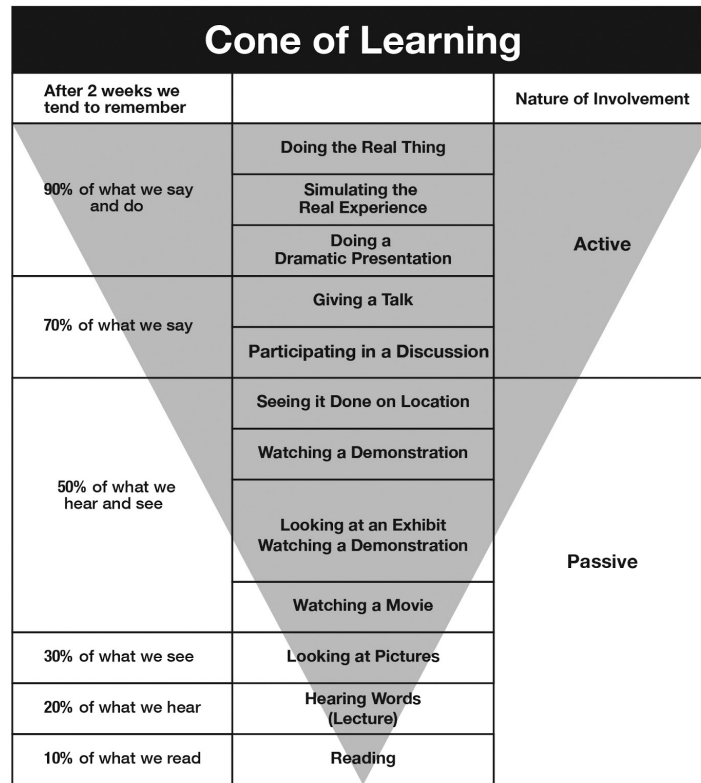 Cone of Learning
After 2 weeks we
tend to remember
Nature of Involvement
90% of what we say
and do
Doing the Real Thing
Simulating the
Real Experience
Doing a
Dramatic Presentation
Active
70% of what we say
Giving a Talk
Participating in a Discussion
50% of what we
hear and see
Seeing it Done on Location
Watching a Demonstration
Looking at an Exhibit
Watching a Demonstration
Watching a Movie
Passive
30% of what we see
Looking at Pictures
20% of what we hear
Hearing Words
(Lecture)
10% of what we read
Reading